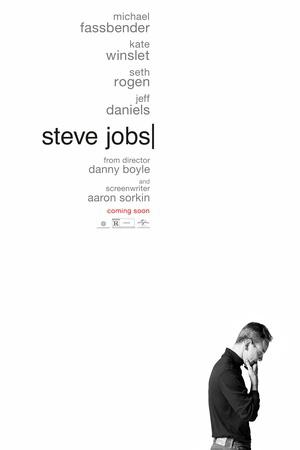 michael
fassbender
kate
winslet
seth
rogen
jeff
daniels
steve jobs
from director
danny boyle
and
screenwriter
aaron sorkin
coming soon
R